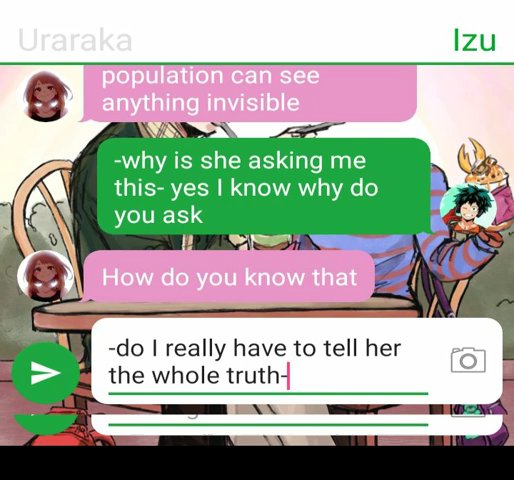 Uraraka
Izu
population can see
anything invisible
-why is she asking me
this- yes I know why do
you ask
How do you know that
-do I really have to tell her
the whole truth-